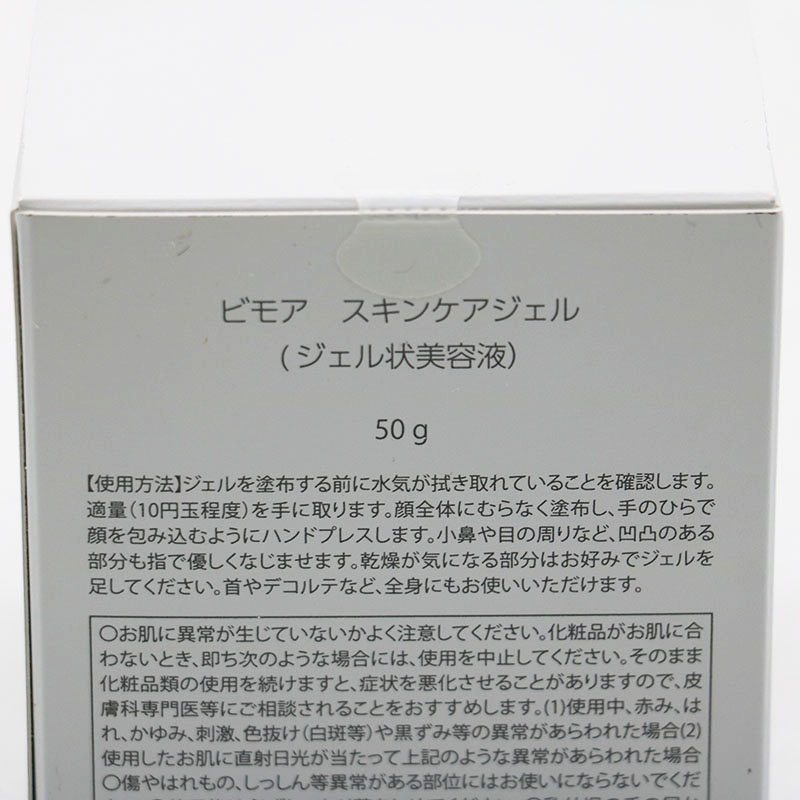 ビモア　スキンケアジェル
(ジェル状美容液)
50 g
【使用方法】ジェルを塗布する前に水気が拭き取れていることを確認します。
適量(10円玉程度)を手に取ります。顔全体にむらなく塗布し、手のひらで
顔を包み込むようにハンドプレスします。小鼻や目の周りなど、凹凸のある
部分も指で優しくなじませます。乾燥が気になる部分はお好みでジェルを
足してください。首やデコルテなど、全身にもお使いいただけます。
○お肌に異常が生じていないかよく注意してください。化粧品がお肌に合
わないとき、即ち次のような場合には、使用を中止してください。そのまま
化粧品類の使用を続けますと、症状を悪化させることがありますので、皮
膚科専門医等にご相談されることをおすすめします。(1)使用中、赤み、は
れ、かゆみ、刺激、色抜け(白斑等)や黒ずみ等の異常があらわれた場合(2)
使用したお肌に直射日光が当たって上記のような異常があらわれた場合
○傷やはれもの、しっしん等異常がある部位にはお使いにならないでくだ